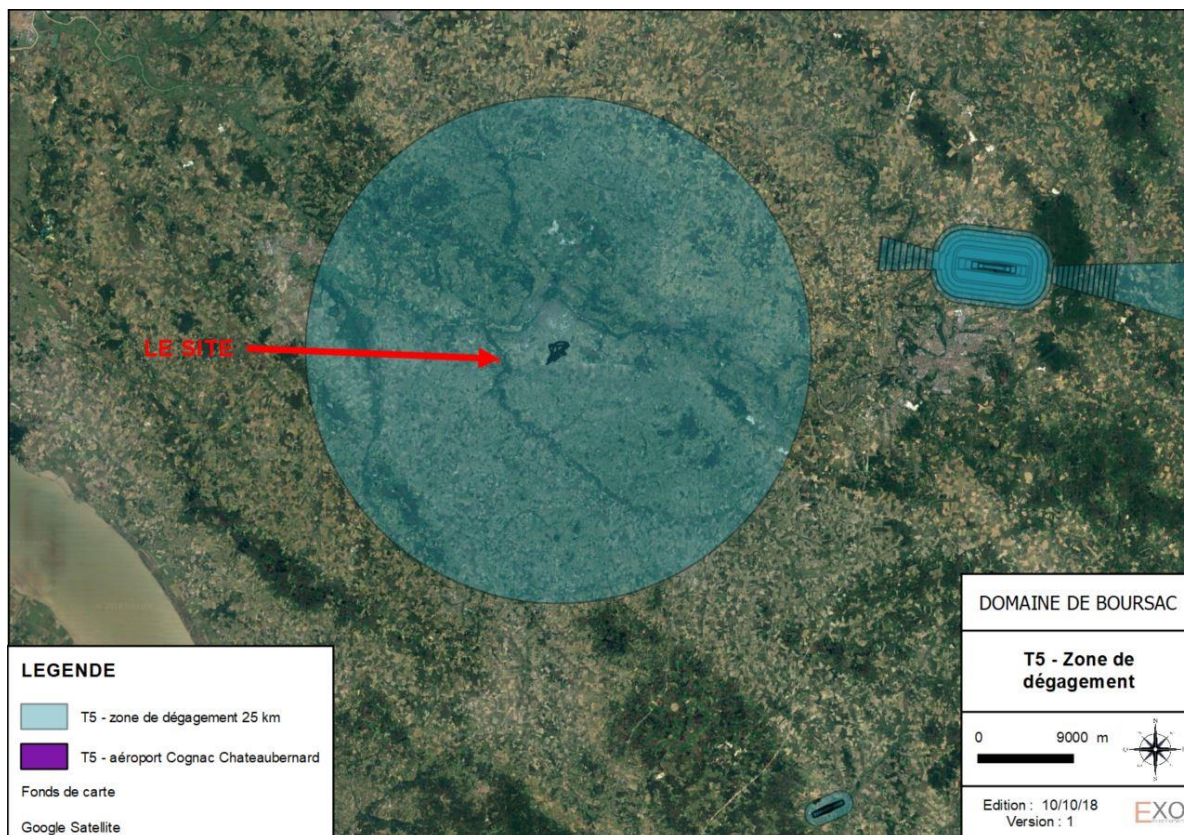 LE SITE
LEGENDE
T5 - zone de dégagement 25 km
T5 - aéroport Cognac Chateaubernard
Fonds de carte
Google Satellite
DOMAINE DE BOURSAC
T5 - Zone de
dégagement
0 9000 m
N
Edition : 10/10/18
Version : 1
EXO